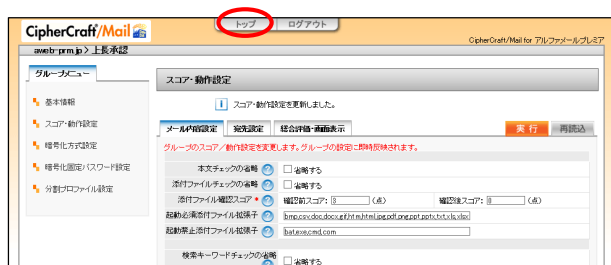 トップ ログアウト
CipherCraft/Mail
CipherCraft/Mail for アルファメールプレミア
aweb-prm.jp > 上長承認
グループメニュー
基本情報
スコア・動作設定
暗号化方式設定
暗号化固定パスワード設定
分割プロファイル設定
スコア・動作設定
スコア・動作設定を更新しました。
メール内容設定 宛先設定 総合評価・画面表示 実行 再読込
グループのスコア／動作設定を変更します。グループの設定に即時反映されます。
本文チェックの省略 省略する
添付ファイルチェックの省略 省略する
添付ファイル確認スコア * 確認前スコア: 3 (点) 確認後スコア: 0 (点)
起動必須添付ファイル拡張子 bmp,csv,doc,docx,gif,htm,html,jpg,pdf,png,ppt,pptx,txt,xls,xlsx
起動禁止添付ファイル拡張子 bat,exe,cmd,com
検索キーワードチェックの省略 省略する